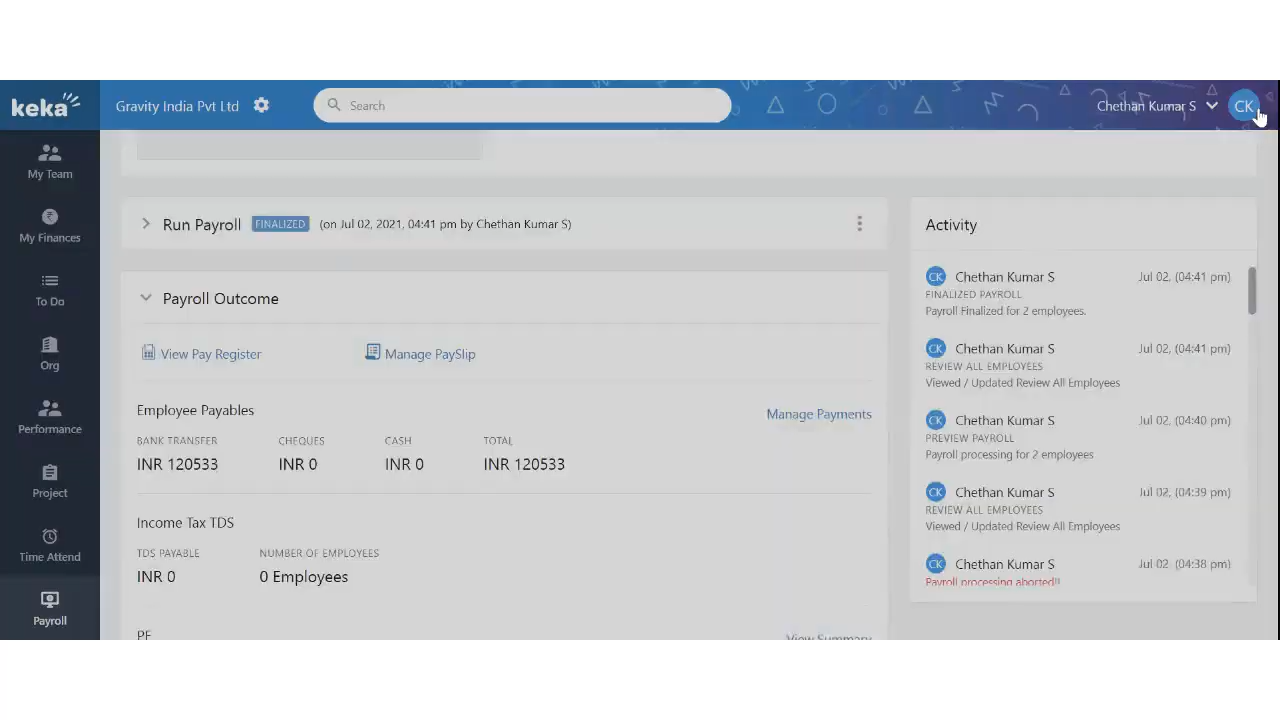 keka
Gravity India Pvt Ltd
Search
Chethan Kumar S
CK
My Team
My Finances
To Do
Org
Performance
Project
Time Attend
Payroll
Run Payroll FINALIZED (on Jul 02, 2021, 04:41 pm by Chethan Kumar S)
Payroll Outcome
View Pay Register Manage PaySlip
Employee Payables Manage Payments
BANK TRANSFER CHEQUES CASH TOTAL
INR 120533 INR 0 INR 0 INR 120533
Income Tax TDS
TDS PAYABLE NUMBER OF EMPLOYEES
INR 0 0 Employees
PF View Summary
Activity
CK Chethan Kumar S Jul 02, (04:41 pm)
FINALIZED PAYROLL
Payroll Finalized for 2 employees.
CK Chethan Kumar S Jul 02, (04:41 pm)
REVIEW ALL EMPLOYEES
Viewed / Updated Review All Employees
CK Chethan Kumar S Jul 02, (04:40 pm)
PREVIEW PAYROLL
Payroll processing for 2 employees
CK Chethan Kumar S Jul 02, (04:39 pm)
REVIEW ALL EMPLOYEES
Viewed / Updated Review All Employees
CK Chethan Kumar S Jul 02, (04:38 pm)
Payroll processing aborted!!